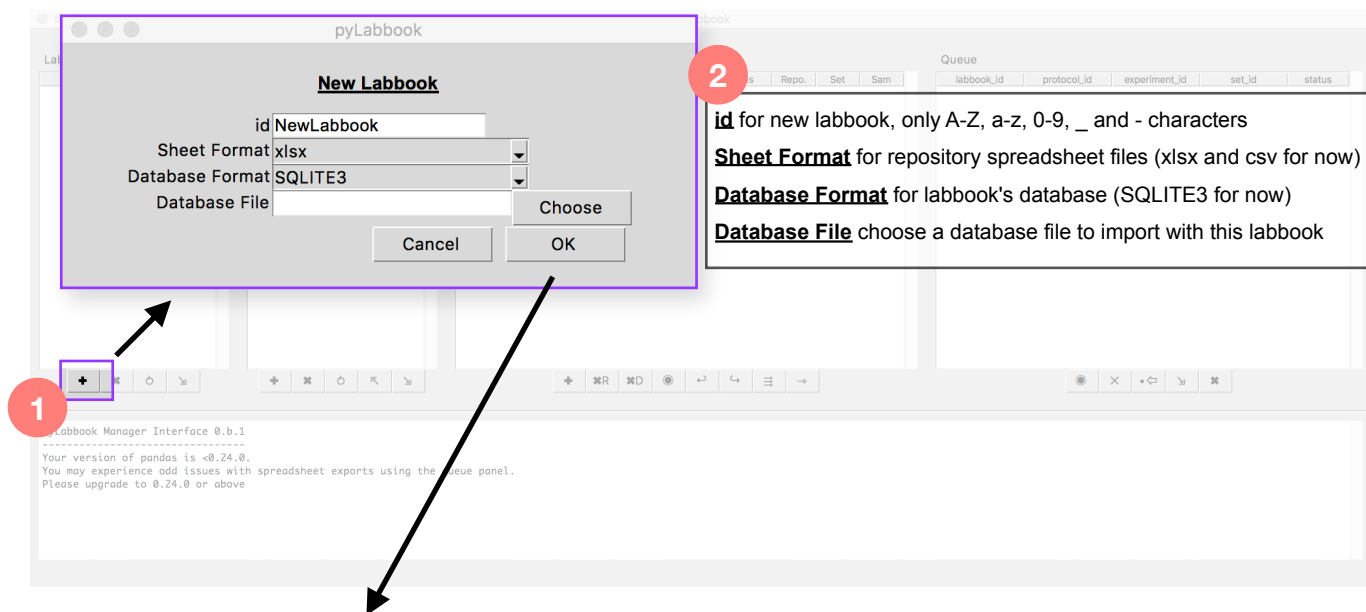 pyLabbook
New Labbook
id NewLabbook
Sheet Format xlsx
Database Format SQLITE3
Database File
Choose
Cancel OK
2
Repo. Set Sam
Queue
labbook_id protocol_id experiment_id set_id status
id for new labbook, only A-Z, a-z, 0-9, _ and - characters
Sheet Format for repository spreadsheet files (xlsx and csv for now)
Database Format for labbook's database (SQLITE3 for now)
Database File choose a database file to import with this labbook
+ ✖ ↻ ⇲ + ✖ ↻ ⇱ ⇲ + ✖R ✖D ◉ ↩ ↪ ⇉ → ◉ ✕ •⇦ ⇲ ✖
1
Labbook Manager Interface 0.b.1
--------------------------------
Your version of pandas is <0.24.0.
You may experience odd issues with spreadsheet exports using the queue panel.
Please upgrade to 0.24.0 or above